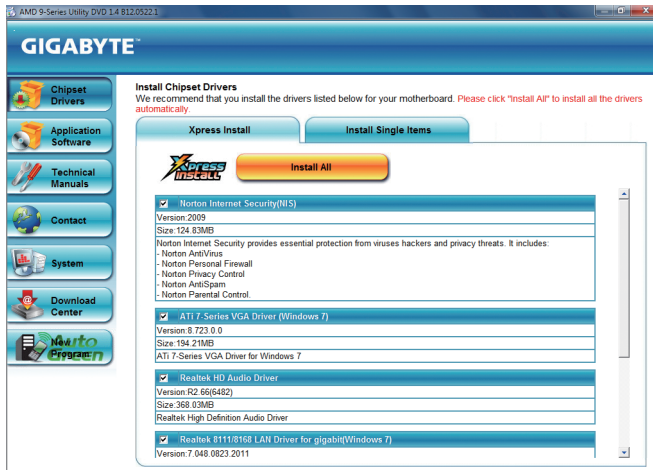 AMD 9-Series Utility DVD 1.4 B12.0522.1
GIGABYTE™
Chipset
Drivers
Application
Software
Technical
Manuals
Contact
System
Download
Center
New
Program
Auto
Green
Install Chipset Drivers
We recommend that you install the drivers listed below for your motherboard. Please click "Install All" to install all the drivers
automatically.
Xpress Install
Install Single Items
Xpress
Install
Install All
Norton Internet Security(NIS)
Version:2009
Size:124.83MB
Norton Internet Security provides essential protection from viruses hackers and privacy threats. It includes:
- Norton AntiVirus
- Norton Personal Firewall
- Norton Privacy Control
- Norton AntiSpam
- Norton Parental Control.
ATi 7-Series VGA Driver (Windows 7)
Version:8.723.0.0
Size:194.21MB
ATi 7-Series VGA Driver for Windows 7
Realtek HD Audio Driver
Version:R2.66(6482)
Size:368.03MB
Realtek High Definition Audio Driver
Realtek 8111/8168 LAN Driver for gigabit(Windows 7)
Version:7.048.0823.2011